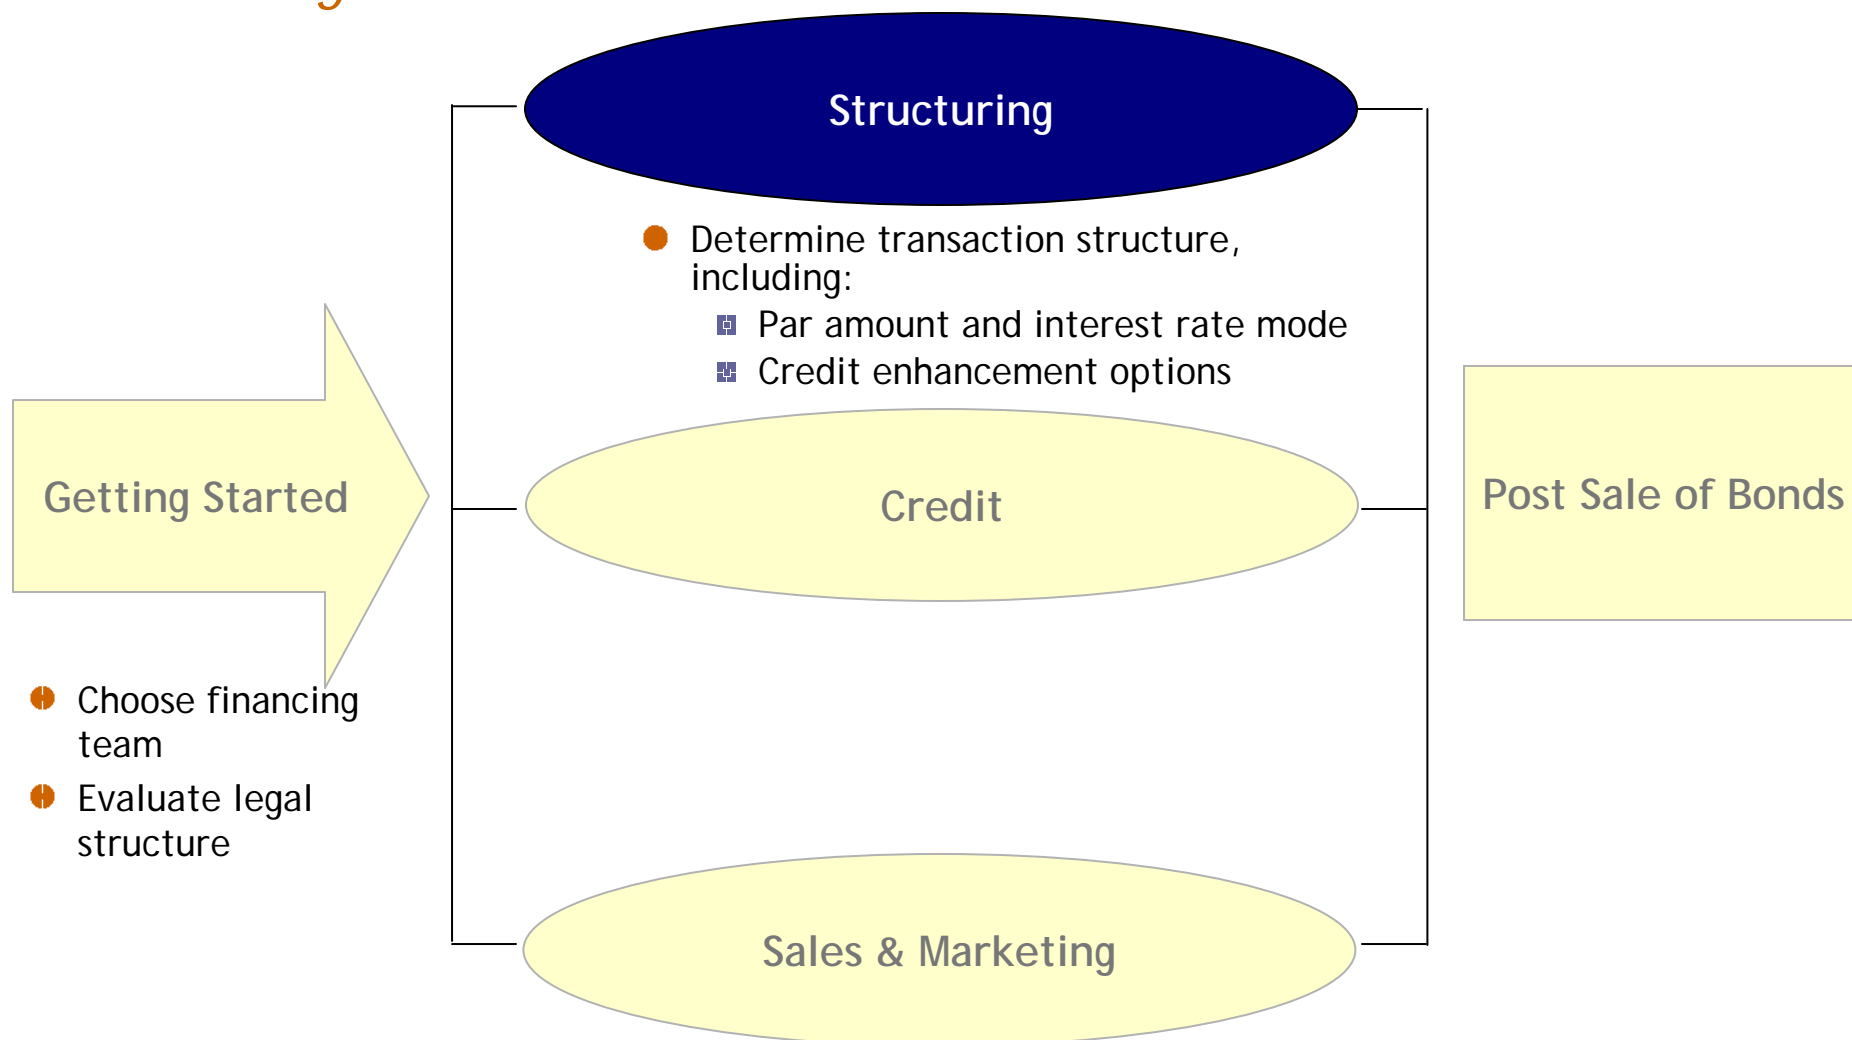 Structuring
Determine transaction structure,
including:
Par amount and interest rate mode
Credit enhancement options
Getting Started
Credit
Post Sale of Bonds
Choose financing
team
Evaluate legal
structure
Sales & Marketing